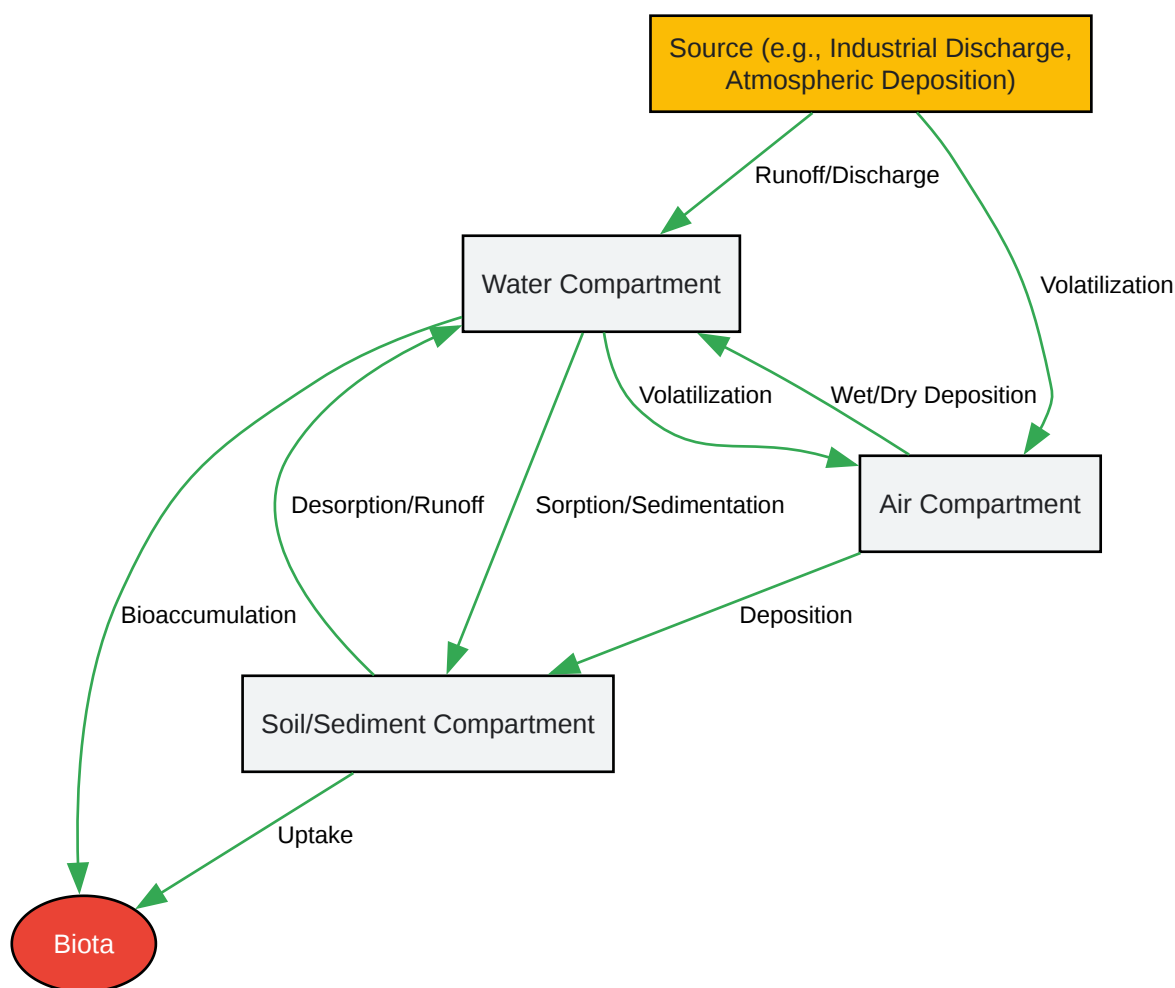 Source (e.g., Industrial Discharge,
Atmospheric Deposition)
Runoff/Discharge
Water Compartment
Volatilization
Volatilization
Wet/Dry Deposition
Desorption/Runoff
Sorption/Sedimentation
Air Compartment
Bioaccumulation
Deposition
Soil/Sediment Compartment
Uptake
Biota